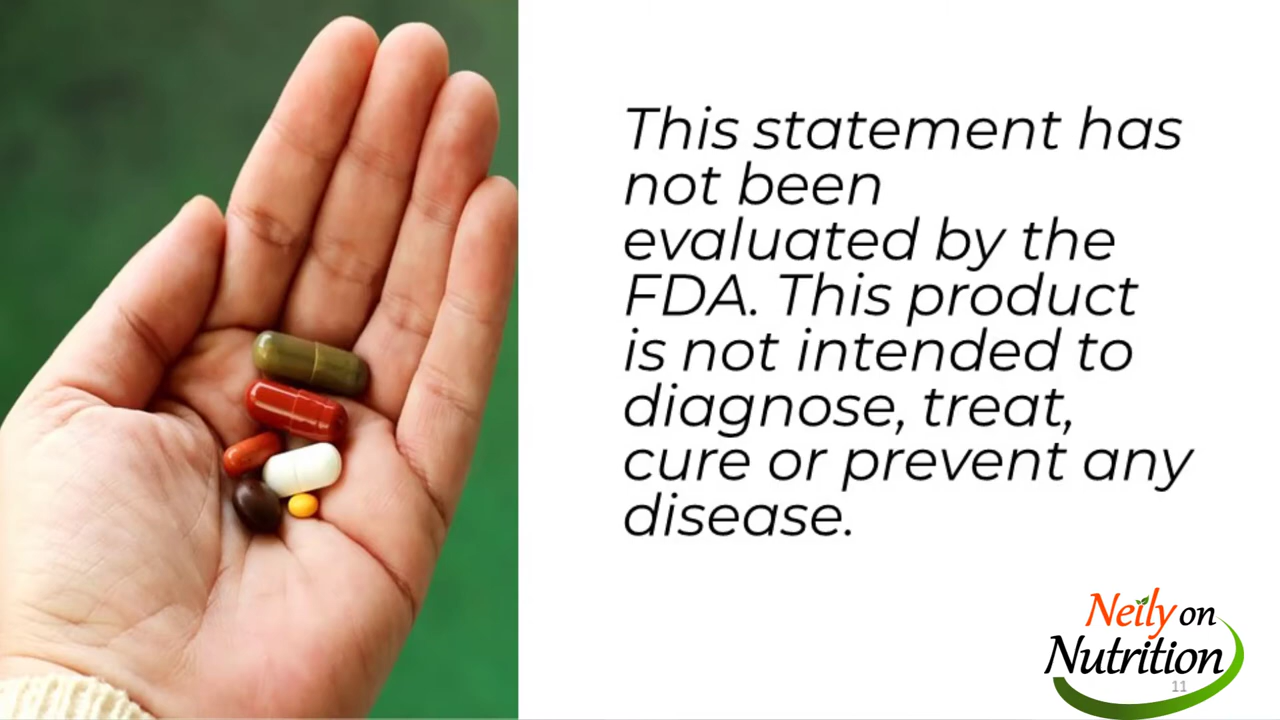 This statement has
not been
evaluated by the
FDA. This product
is not intended to
diagnose, treat,
cure or prevent any
disease.
Neily on
Nutrition
11